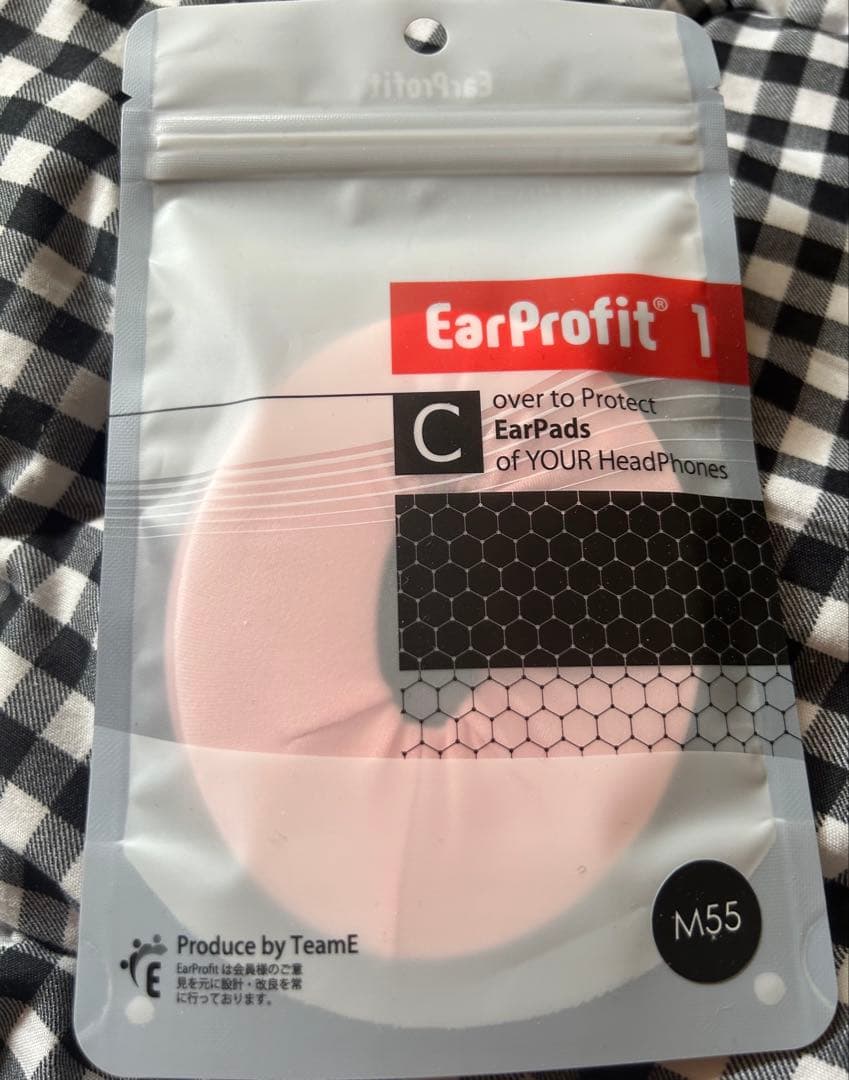 EarProfit
EarProfit® 1
C
over to Protect
EarPads
of YOUR HeadPhones
M55
E
Produce by TeamE
EarProfit は会員様のご意
見を元に設計・改良を常
に行っております。